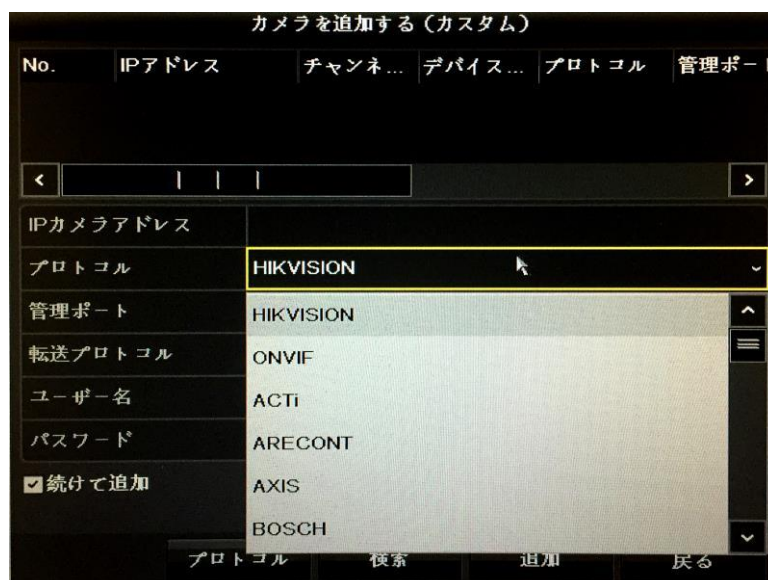 カメラを追加する(カスタム)
No. IPアドレス チャンネ... デバイス... プロトコル 管理ポート
IPカメラアドレス
プロトコル HIKVISION
管理ポート HIKVISION
転送プロトコル ONVIF
ユーザー名 ACTi
パスワード ARECONT
続けて追加 AXIS
BOSCH
プロトコル 検索 追加 戻る